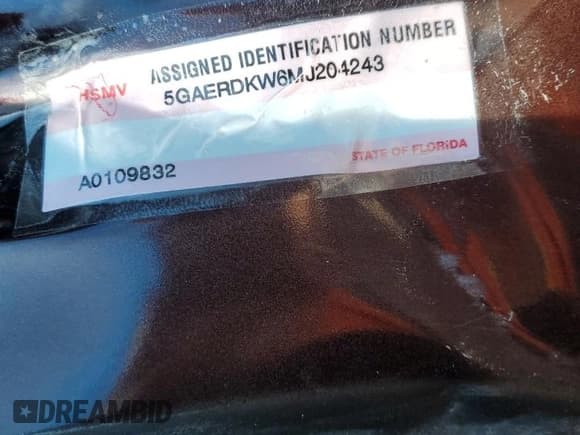 ASSIGNED IDENTIFICATION NUMBER
HSMV
5GAERDKW6MJ204243
A0109832
STATE OF FLORIDA
DREAMBID